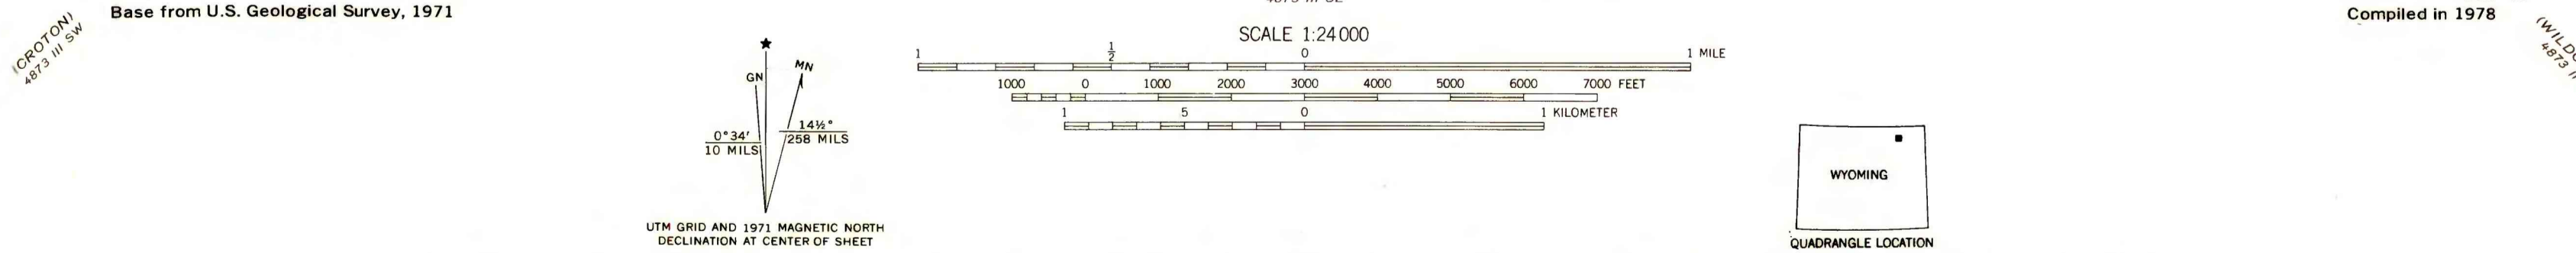 Base from U.S. Geological Survey, 1971
(CROTON)
4873 III SW
SCALE 1:24 000
1 ½ 0 1 MILE
1000 0 1000 2000 3000 4000 5000 6000 7000 FEET
1 5 0 1 KILOMETER
Compiled in 1978
4873
★
GN
MN
0°34′
10 MILS
14½°
258 MILS
UTM GRID AND 1971 MAGNETIC NORTH
DECLINATION AT CENTER OF SHEET
WYOMING
QUADRANGLE LOCATION